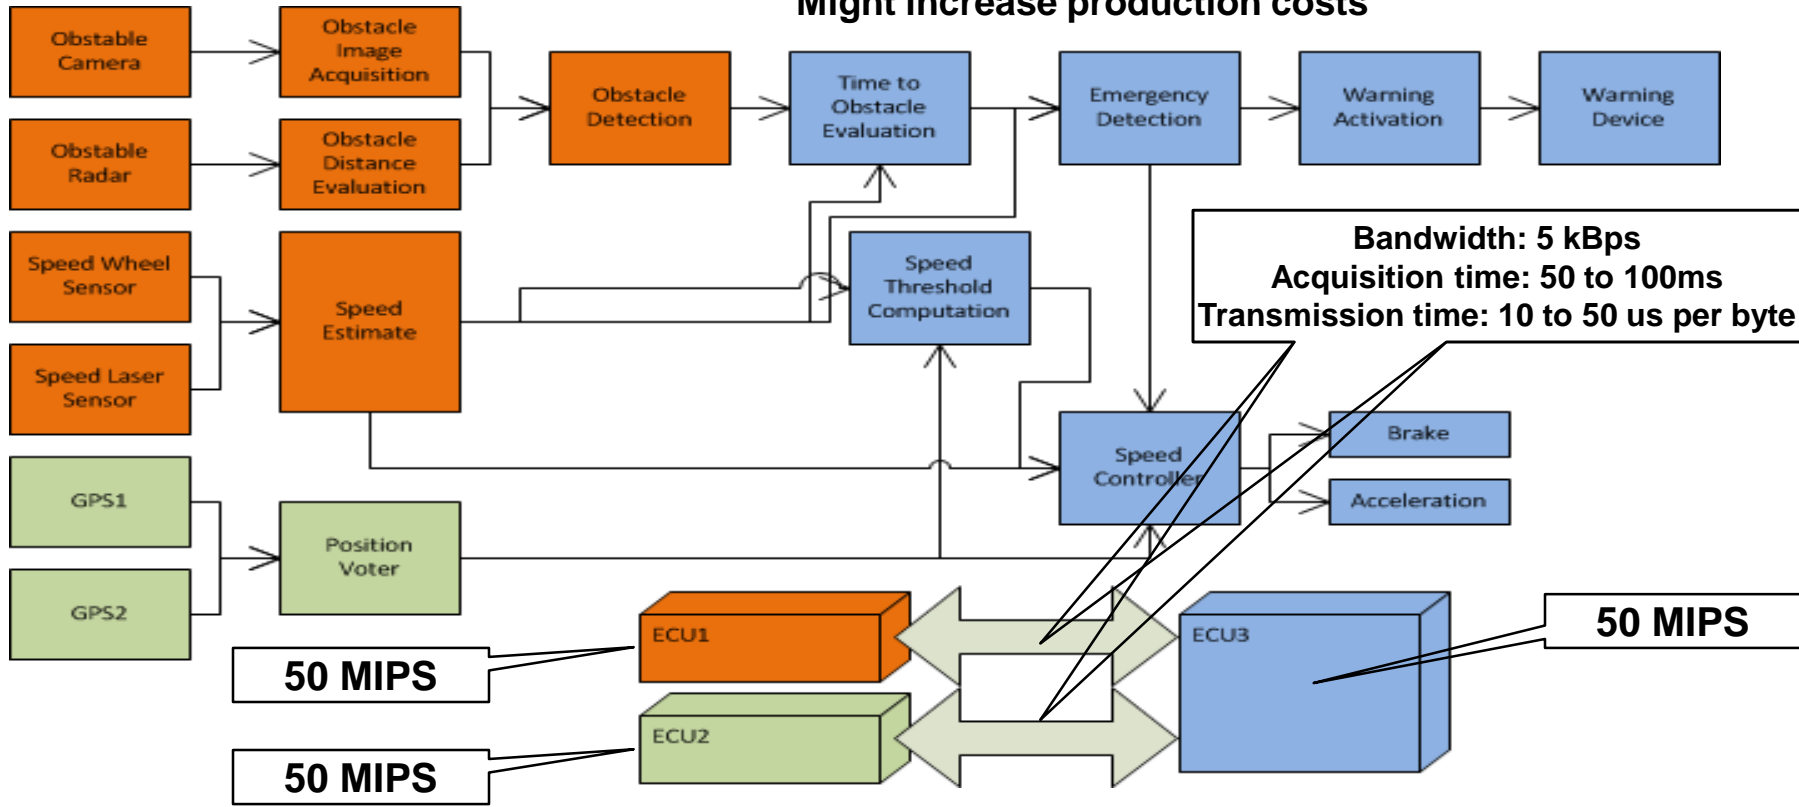 Might increase production costs
Obstable
Camera
Obstacle
Image
Acquisition
Obstacle
Detection
Time to
Obstacle
Evaluation
Emergency
Detection
Warning
Activation
Warning
Device
Obstable
Radar
Obstacle
Distance
Evaluation
Speed Wheel
Sensor
Speed
Estimate
Speed
Threshold
Computation
Bandwidth: 5 kBps
Acquisition time: 50 to 100ms
Transmission time: 10 to 50 us per byte
Speed Laser
Sensor
Speed
Controller
Brake
Acceleration
GPS1
GPS2
Position
Voter
ECU1
ECU2
ECU3
50 MIPS
50 MIPS
50 MIPS